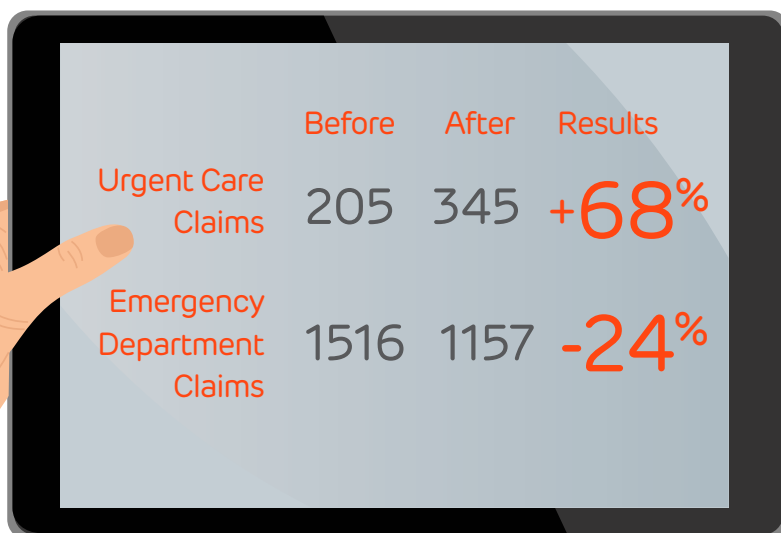 Before After Results
Urgent Care
Claims
205 345 +68%
Emergency
Department
Claims
1516 1157 -24%